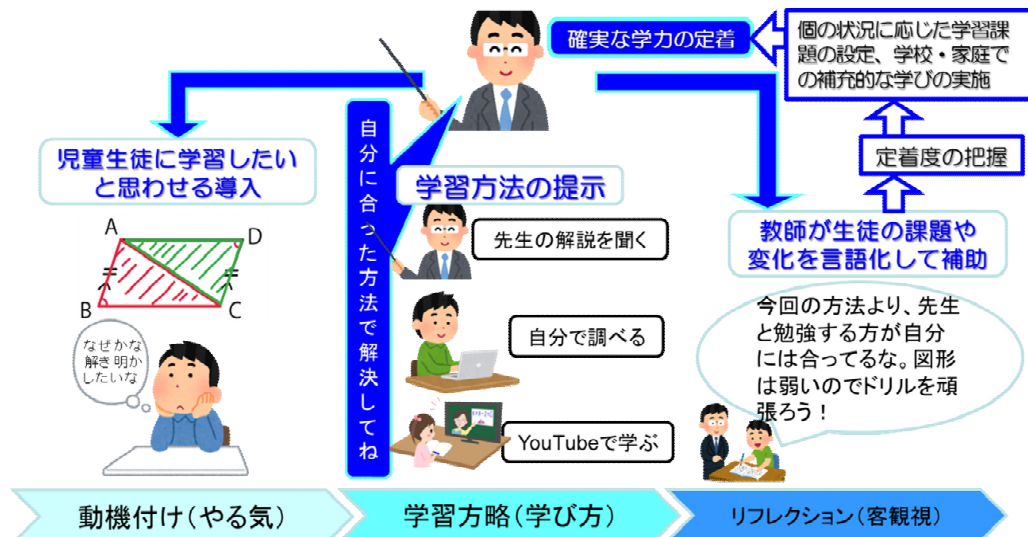 確実な学力の定着
個の状況に応じた学習課
題の設定、学校・家庭で
の補充的な学びの実施
定着度の把握
児童生徒に学習したい
と思わせる導入
自分に合った方法で解決してね
学習方法の提示
先生の解説を聞く
自分で調べる
YouTubeで学ぶ
教師が生徒の課題や
変化を言語化して補助
今回の方法より、先生
と勉強する方が自分
には合ってるな。図形
は弱いのでドリルを頑
張ろう！
A
D
B
C
なぜかな
解き明か
したいな
動機付け（やる気）
学習方略（学び方）
リフレクション（客観視）